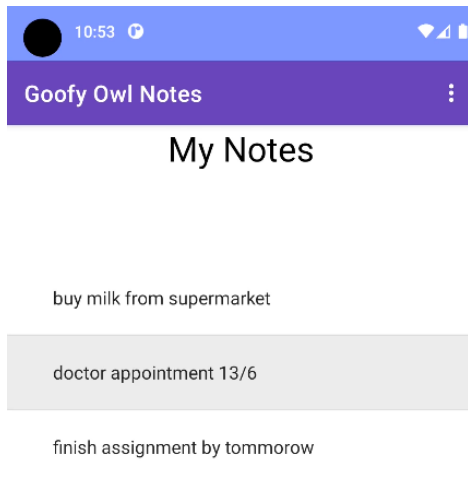 10:53
Goofy Owl Notes
My Notes
buy milk from supermarket
doctor appointment 13/6
finish assignment by tommorow